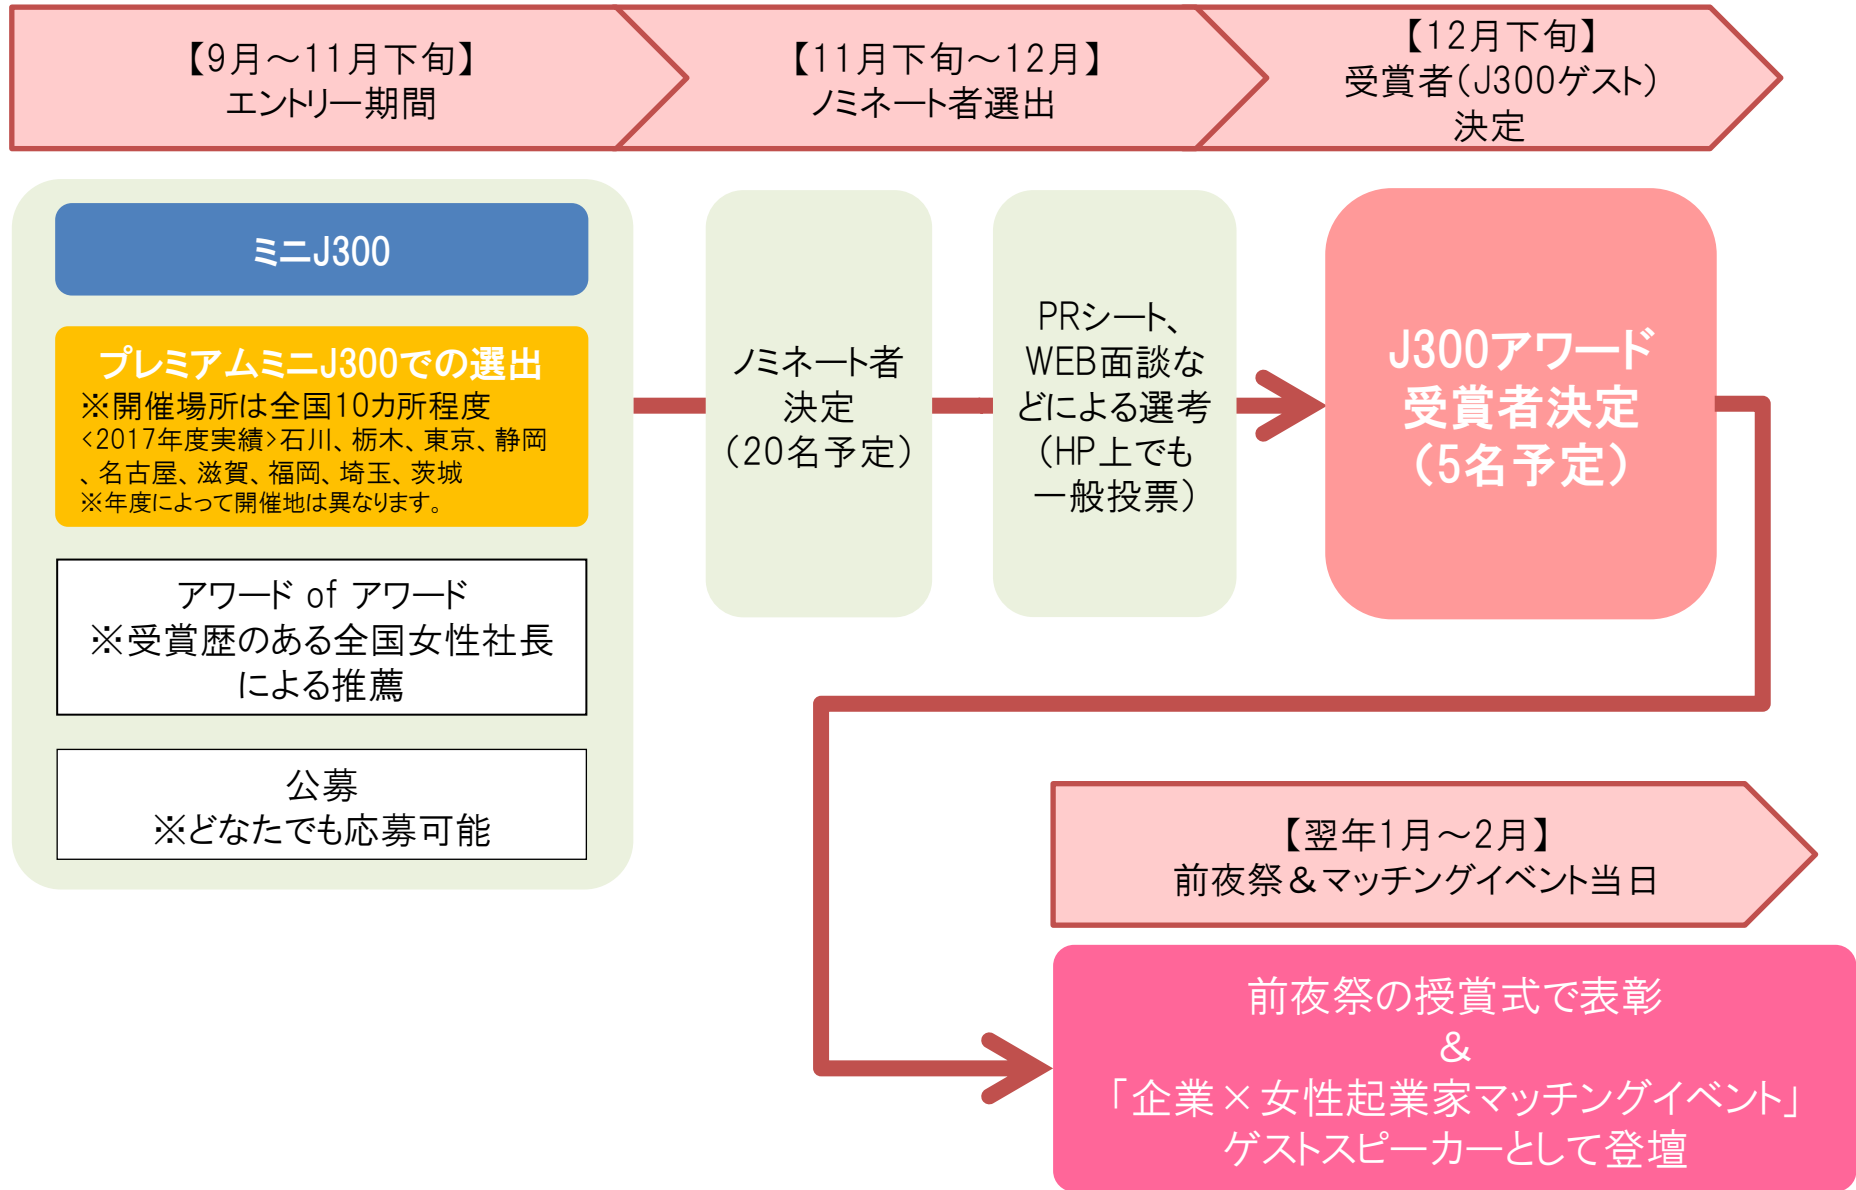 【9月～11月下旬】
エントリー期間
【11月下旬～12月】
ノミネート者選出
【12月下旬】
受賞者（J300ゲスト）
決定
ミニJ300
プレミアムミニJ300での選出
※開催場所は全国10カ所程度
<2017年度実績>石川、栃木、東京、静岡
、名古屋、滋賀、福岡、埼玉、茨城
※年度によって開催地は異なります。
アワード of アワード
※受賞歴のある全国女性社長
による推薦
公募
※どなたでも応募可能
ノミネート者
決定
（20名予定）
PRシート、
WEB面談な
どによる選考
（HP上でも
一般投票）
J300アワード
受賞者決定
（5名予定）
【翌年1月～2月】
前夜祭＆マッチングイベント当日
前夜祭の授賞式で表彰
＆
「企業×女性起業家マッチングイベント」
ゲストスピーカーとして登壇